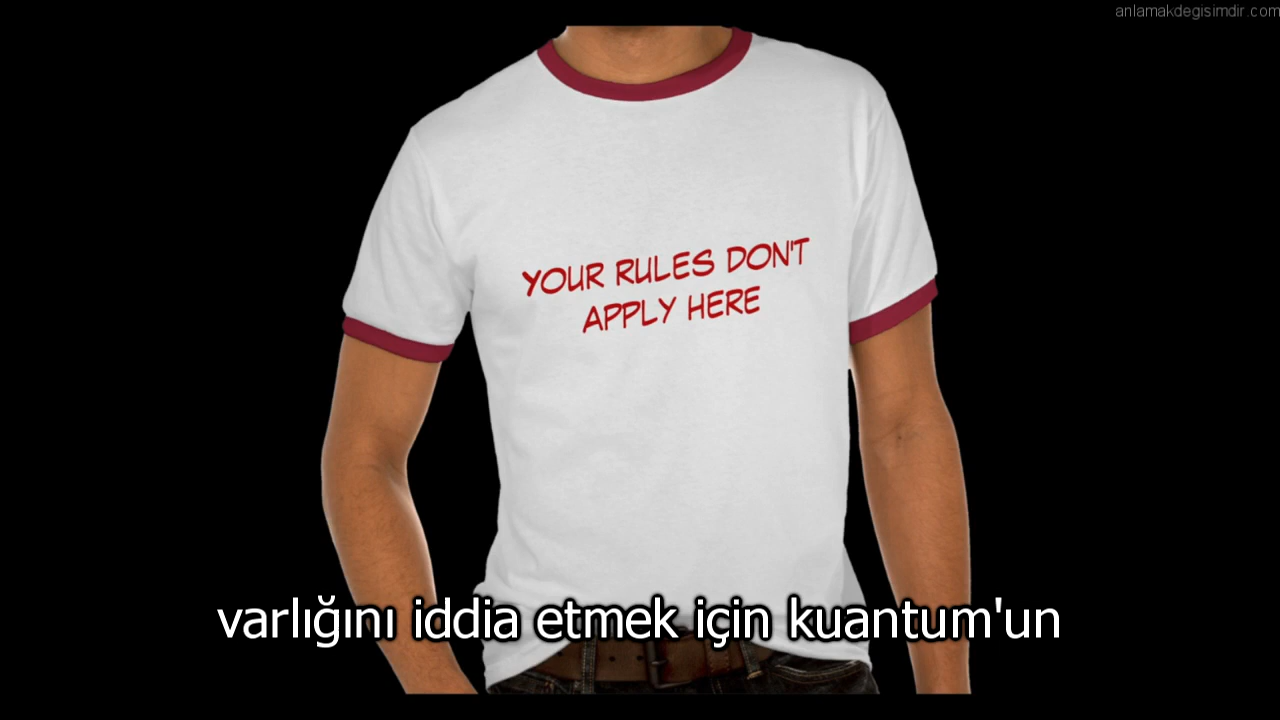 anlamakdegisimdir.com
YOUR RULES DON'T
APPLY HERE
varlığını iddia etmek için kuantum'un